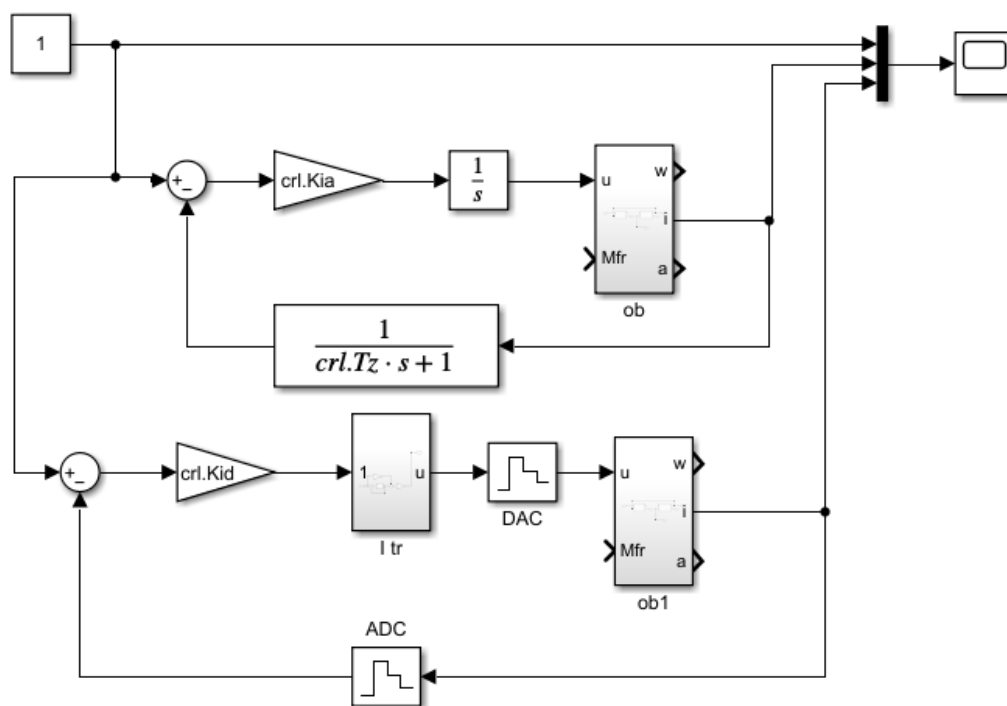 1
crl.Kia
1
s
u
w
i
Mfr
a
ob
1
crl.Tz · s + 1
crl.Kid
1
u
I tr
DAC
u
w
i
Mfr
a
ob1
ADC
+
−
+
−